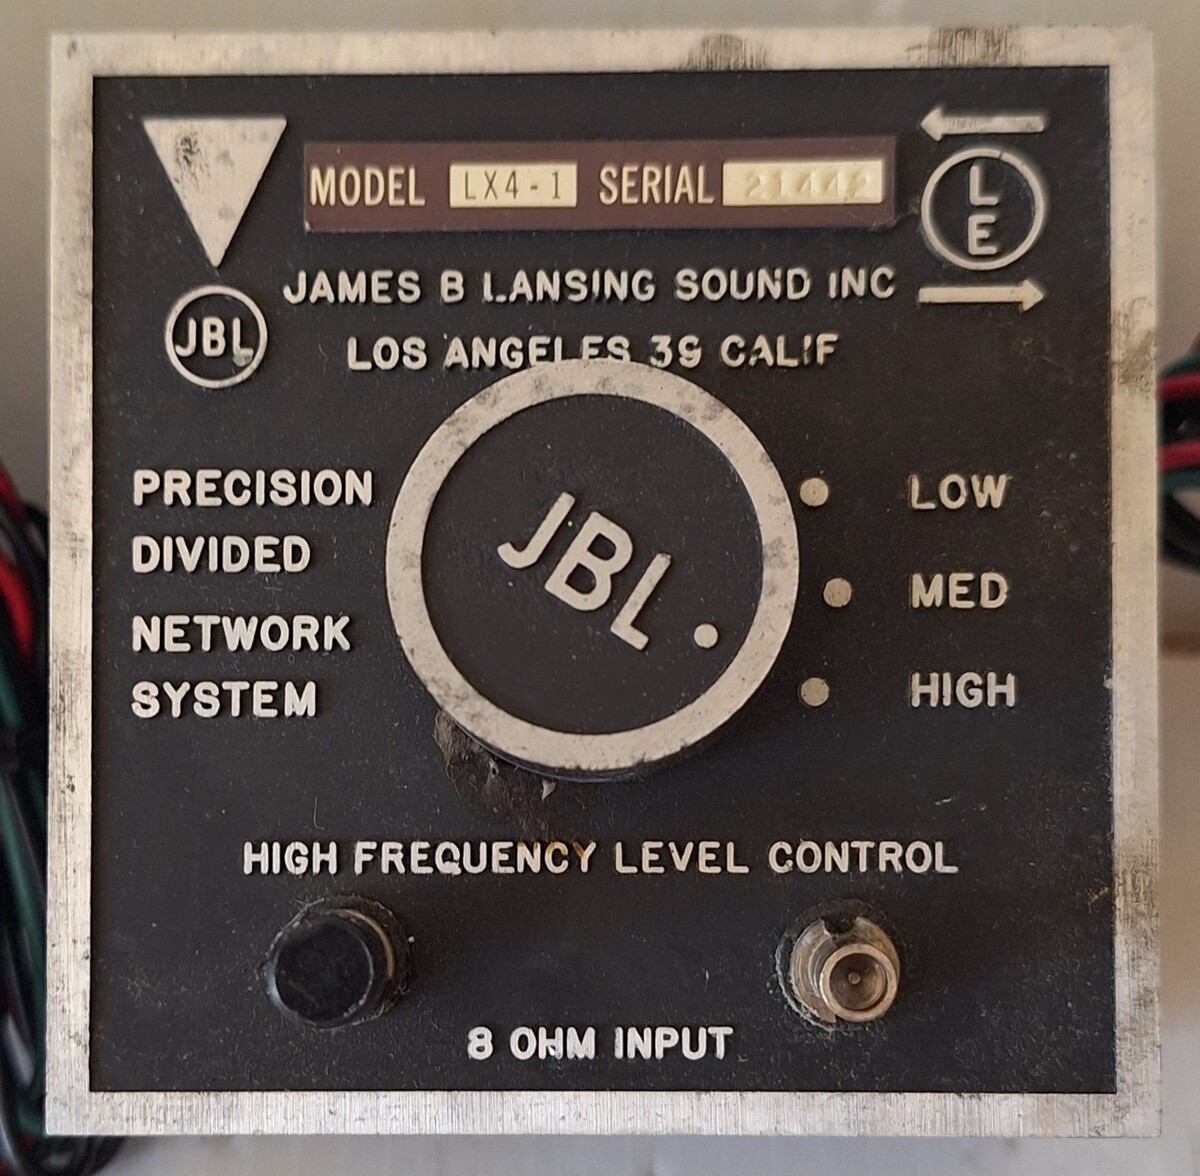 MODEL LX4-1 SERIAL 21442
L
E
JAMES B LANSING SOUND INC
JBL
LOS ANGELES 39 CALIF
PRECISION
DIVIDED
NETWORK
SYSTEM
JBL
LOW
MED
HIGH
HIGH FREQUENCY LEVEL CONTROL
8 OHM INPUT